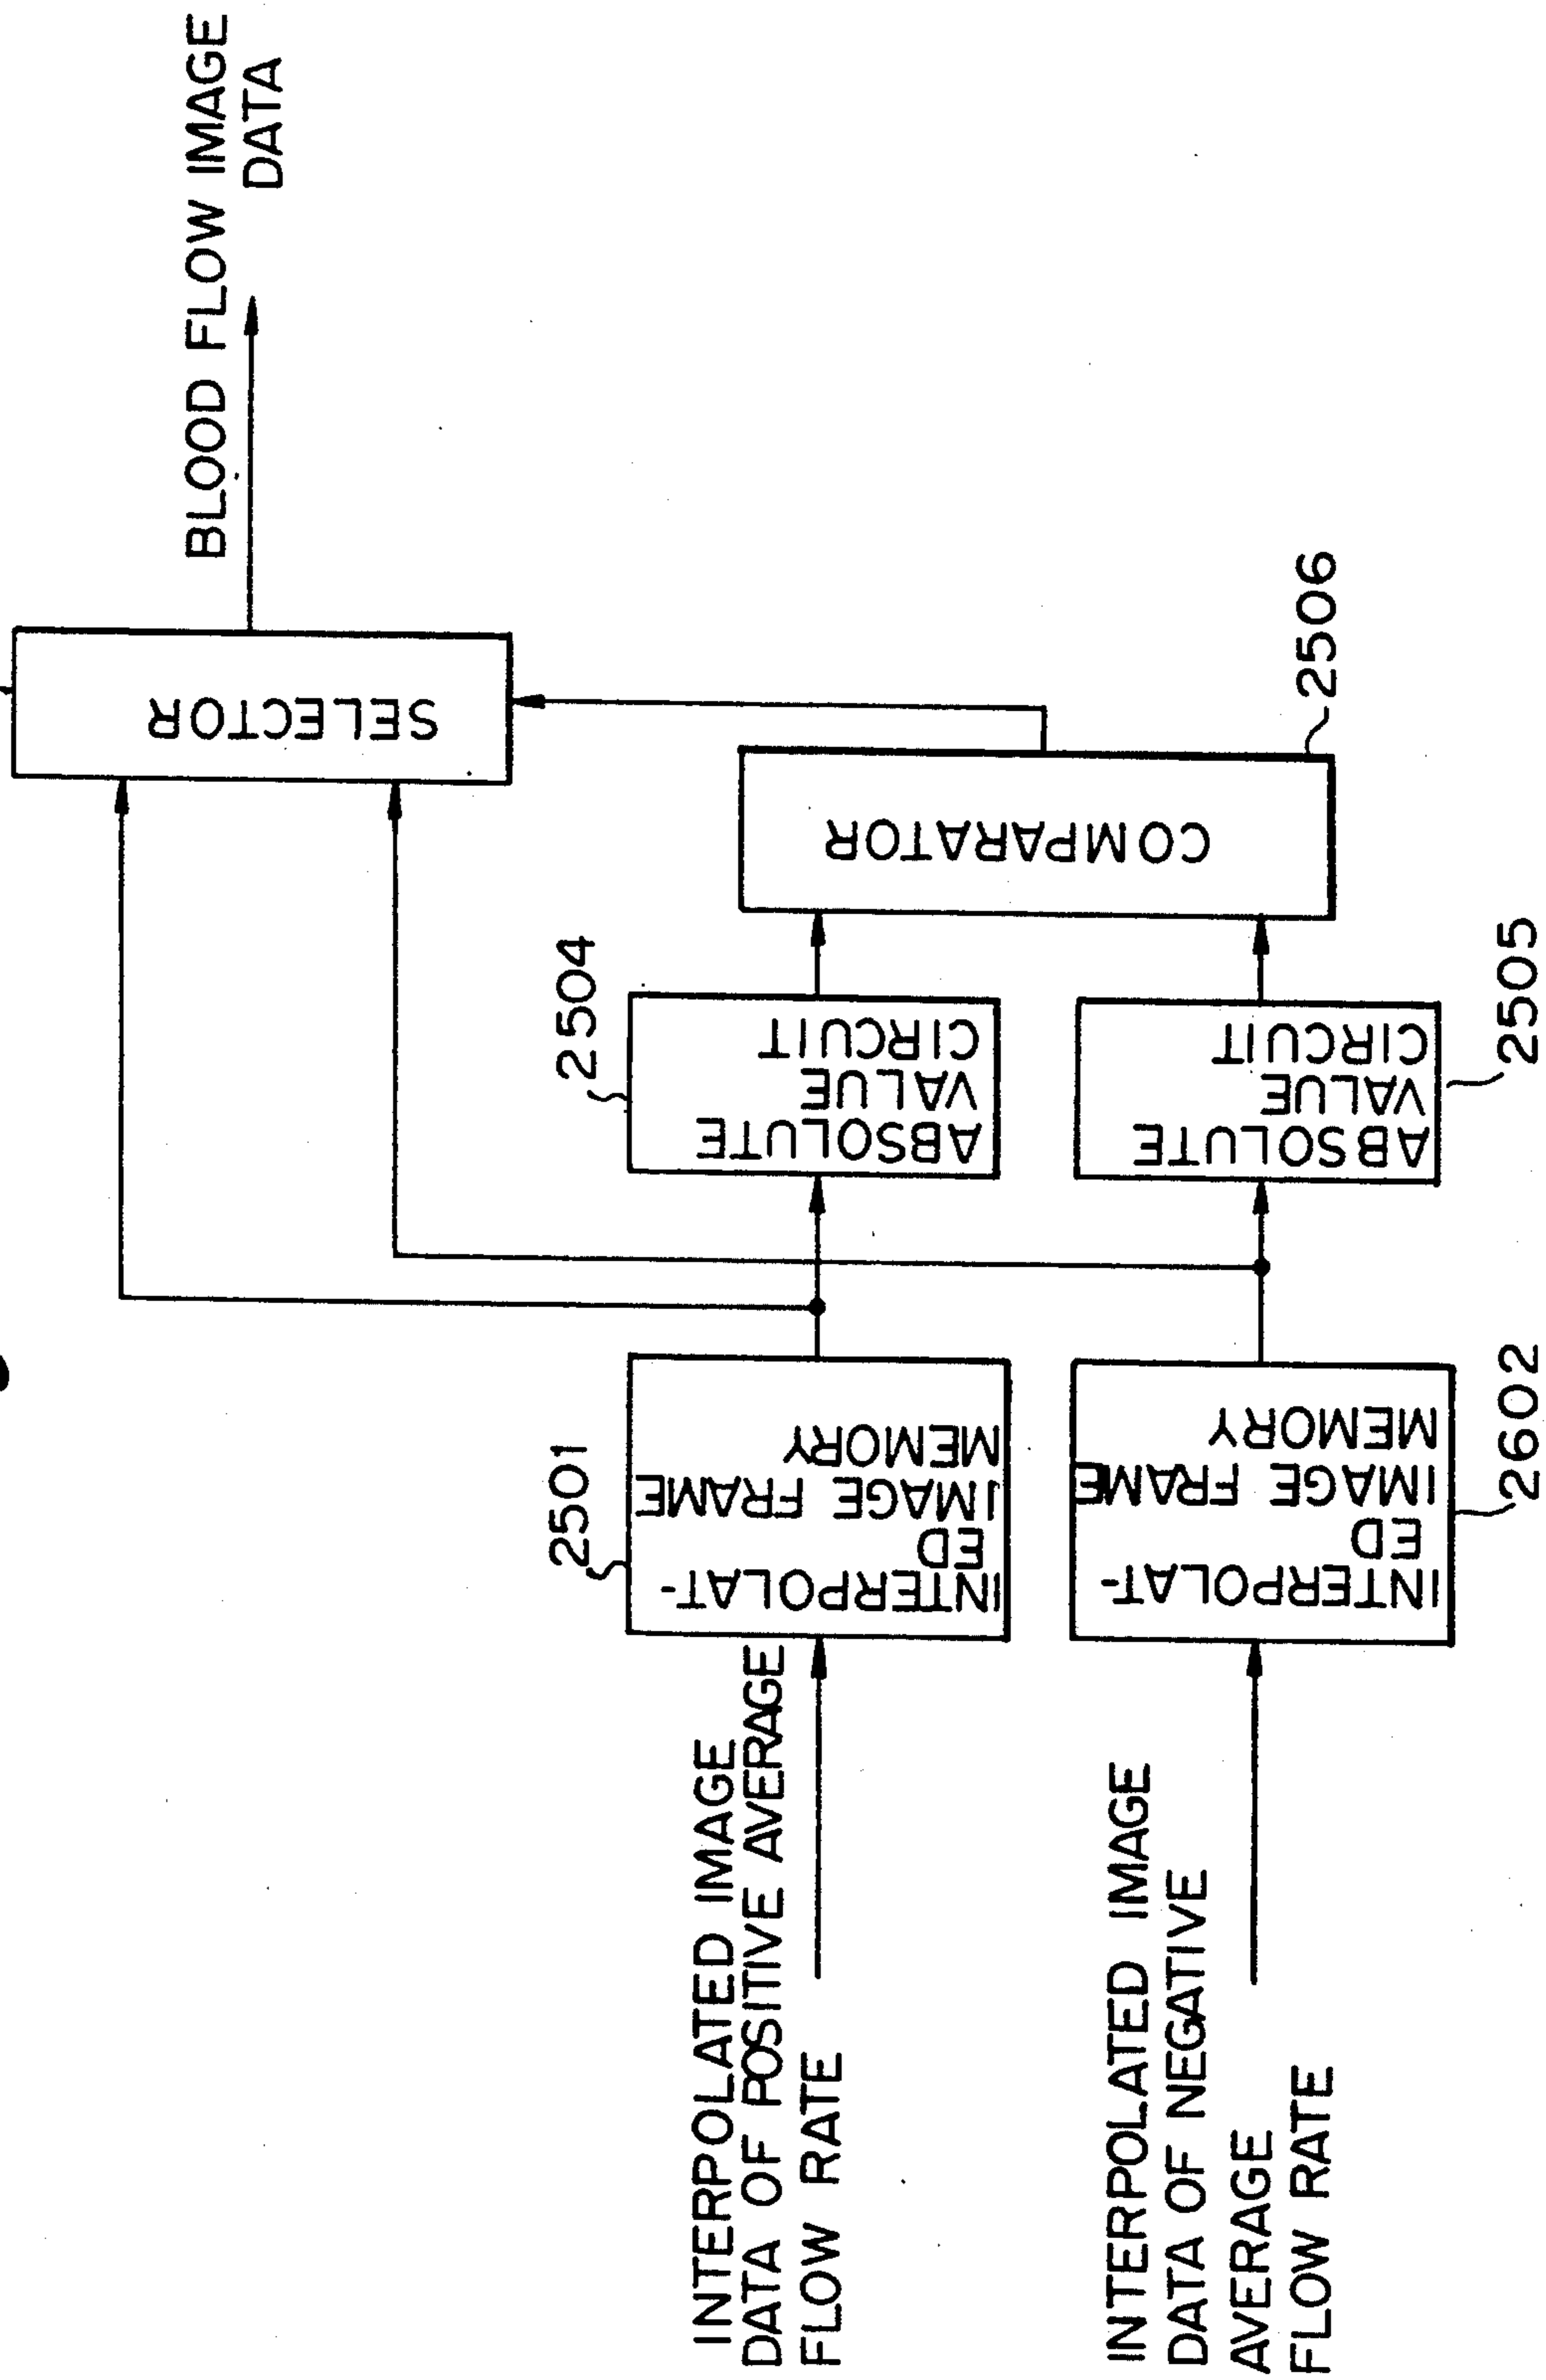 BLOOD FLOW IMAGE
DATA
SELECTOR
COMPARATOR
2506
2504
ABSOLUTE
VALUE
CIRCUIT
ABSOLUTE
VALUE
CIRCUIT
2505
2501
INTERPOLAT-
ED
IMAGE FRAME
MEMORY
INTERPOLAT-
ED
IMAGE FRAME
MEMORY
2602
INTERPOLATED IMAGE
DATA OF POSITIVE AVERAGE
FLOW RATE
INTERPOLATED IMAGE
DATA OF NEGATIVE
AVERAGE
FLOW RATE